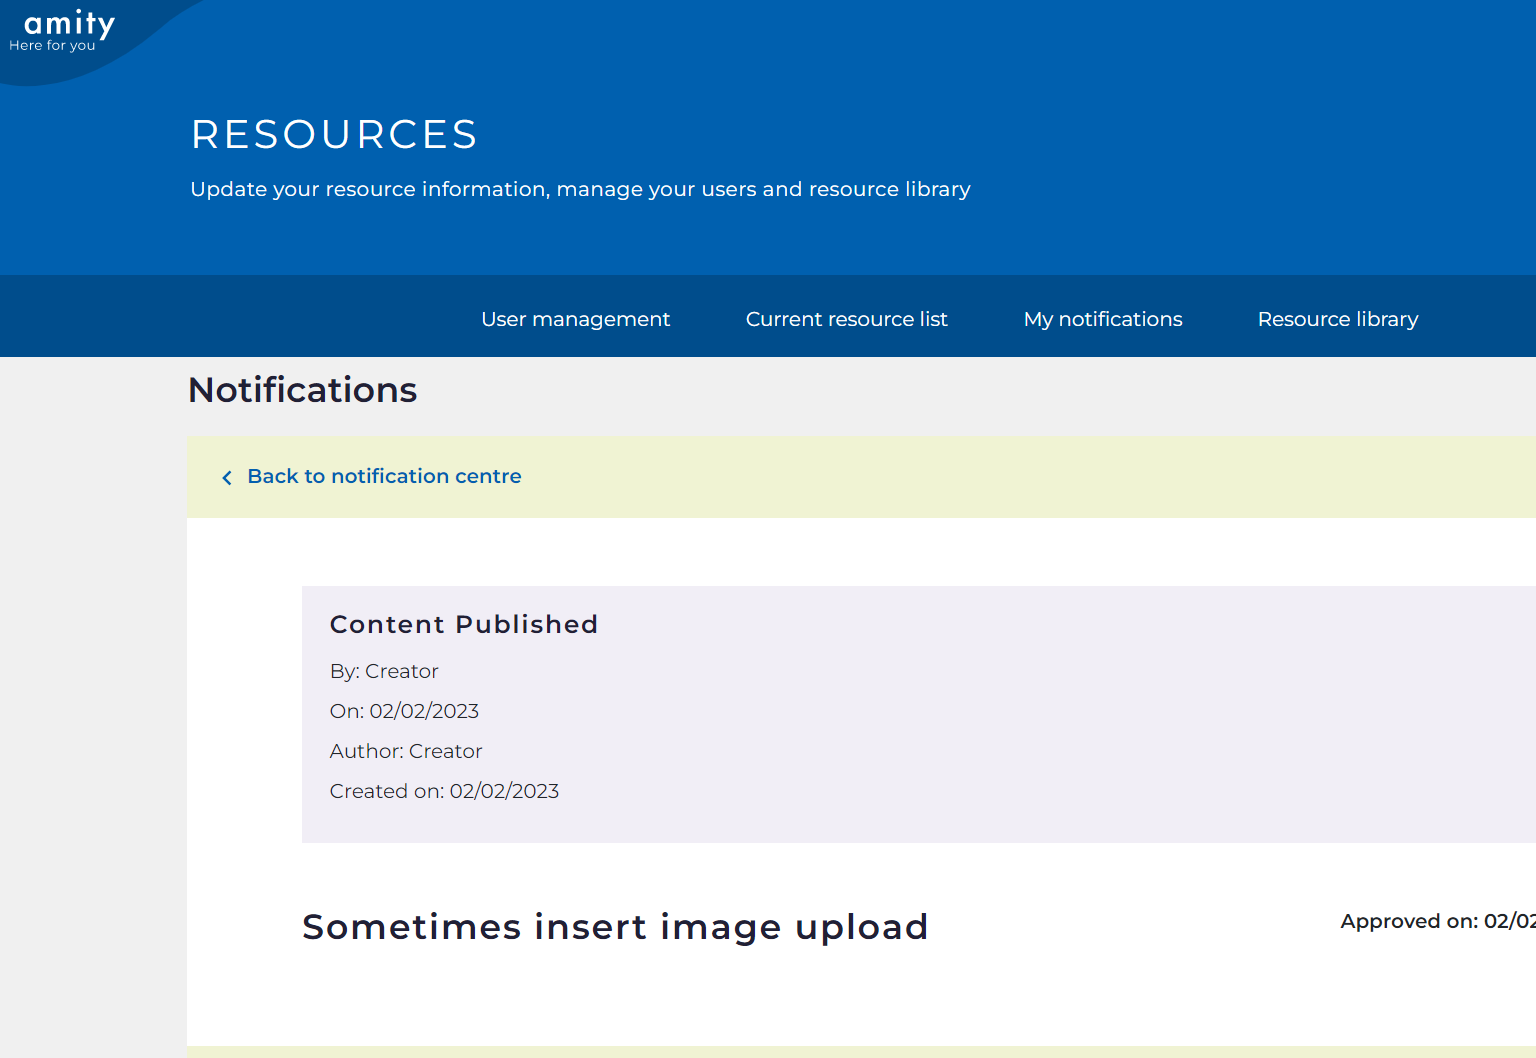 amity
Here for you
RESOURCES
Update your resource information, manage your users and resource library
User management Current resource list My notifications Resource library
Notifications
Back to notification centre
Content Published
By: Creator
On: 02/02/2023
Author: Creator
Created on: 02/02/2023
Sometimes insert image upload Approved on: 02/02